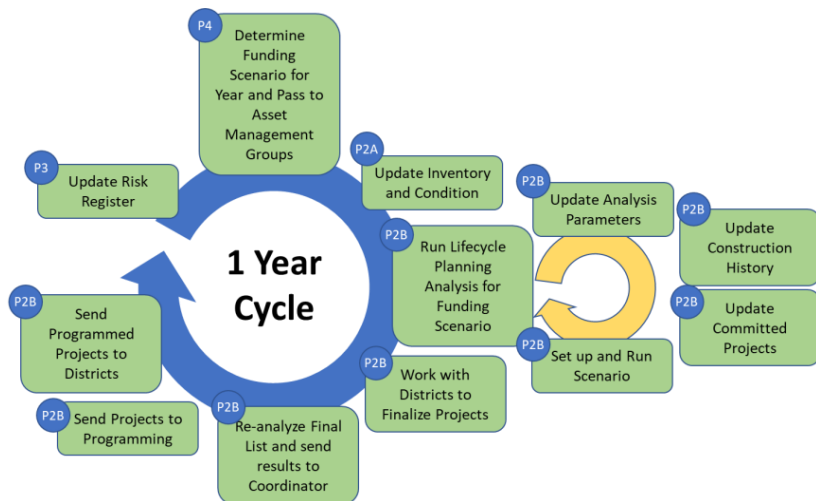 P4
Determine
Funding
Scenario for
Year and Pass to
Asset
Management
Groups
P3
Update Risk
Register
P2A
Update Inventory
and Condition
P2B
Update Analysis
Parameters
P2B
Update
Construction
History
P2B
Run Lifecycle
Planning
Analysis for
Funding
Scenario
1 Year
Cycle
P2B
Update
Committed
Projects
P2B
Set up and Run
Scenario
P2B
Send
Programmed
Projects to
Districts
P2B
Work with
Districts to
Finalize Projects
P2B
Send Projects to
Programming
P2B
Re-analyze Final
List and send
results to
Coordinator